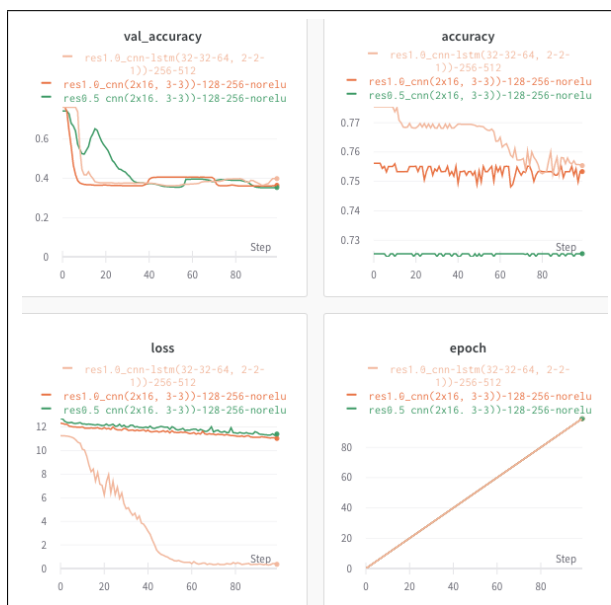 val_accuracy
res1.0_cnn-lstm(32-32-64, 2-2-
1))-256-512
res1.0_cnn(2x16, 3-3))-128-256-norelu
res0.5 cnn(2x16. 3-3))-128-256-norelu
0.6
0.4
0.2
0
Step
0 20 40 60 80
accuracy
res1.0_cnn-lstm(32-32-64, 2-2-
1))-256-512
res1.0_cnn(2x16, 3-3))-128-256-norelu
res0.5_cnn(2x16, 3-3))-128-256-norelu
0.77
0.76
0.75
0.74
0.73
Step
0 20 40 60 80
loss
res1.0_cnn-lstm(32-32-64, 2-2-
1))-256-512
res1.0_cnn(2x16, 3-3))-128-256-norelu
res0.5 cnn(2x16. 3-3))-128-256-norelu
12
10
8
6
4
2
0
Step
0 20 40 60 80
epoch
res1.0_cnn-lstm(32-32-64, 2-2-
1))-256-512
res1.0_cnn(2x16, 3-3))-128-256-norelu
res0.5 cnn(2x16. 3-3))-128-256-norelu
80
60
40
20
0
Step
0 20 40 60 80